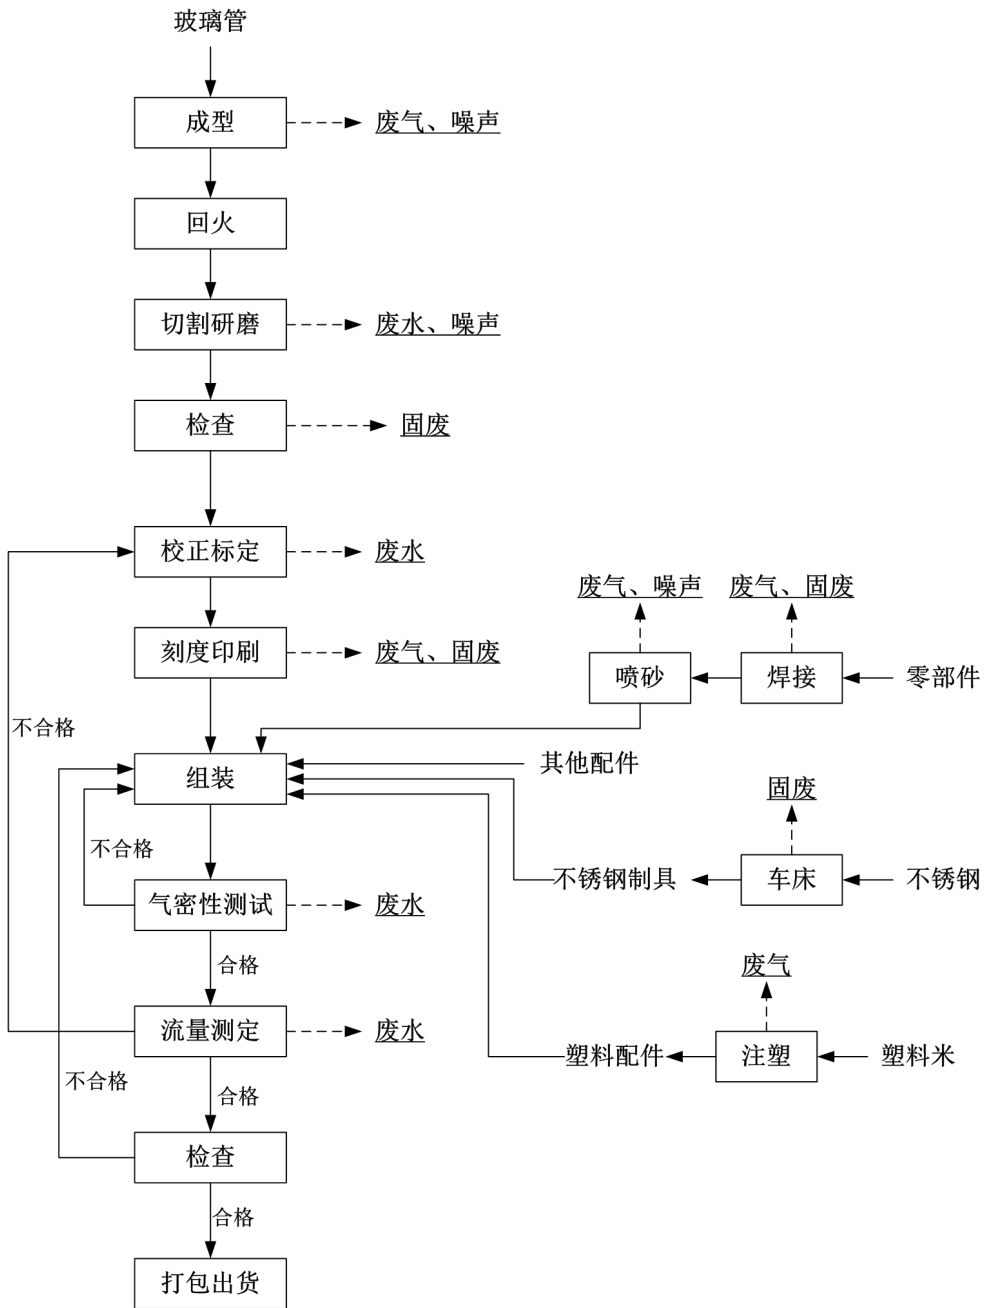 玻璃管
成型
废气、噪声
回火
切割研磨
废水、噪声
检查
固废
校正标定
废水
废气、噪声
废气、固废
刻度印刷
废气、固废
喷砂
焊接
零部件
不合格
组装
其他配件
固废
不合格
不锈钢制具
车床
不锈钢
气密性测试
废水
合格
废气
流量测定
废水
塑料配件
注塑
塑料米
不合格
合格
检查
合格
打包出货